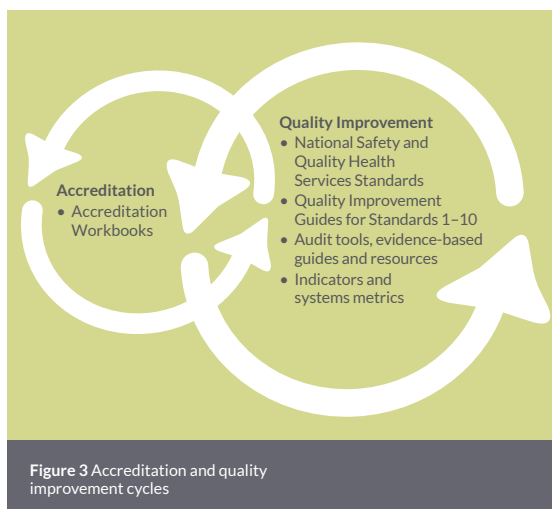 Accreditation
• Accreditation
Workbooks
Quality Improvement
• National Safety and
Quality Health
Services Standards
• Quality Improvement
Guides for Standards 1–10
• Audit tools, evidence-based
guides and resources
• Indicators and
systems metrics
Figure 3 Accreditation and quality
improvement cycles